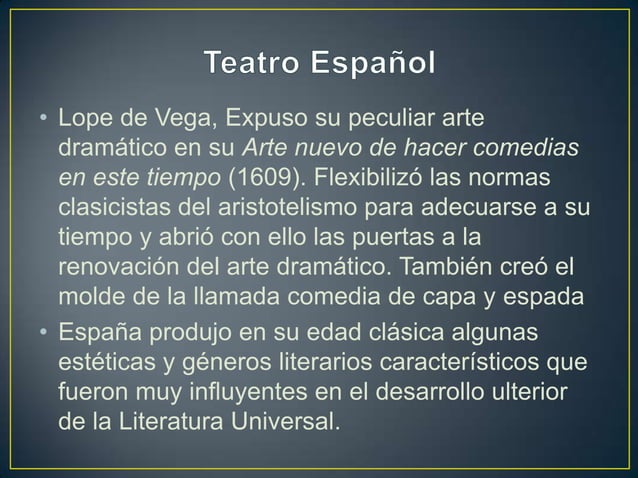 Teatro Español
• Lope de Vega, Expuso su peculiar arte
dramático en su Arte nuevo de hacer comedias
en este tiempo (1609). Flexibilizó las normas
clasicistas del aristotelismo para adecuarse a su
tiempo y abrió con ello las puertas a la
renovación del arte dramático. También creó el
molde de la llamada comedia de capa y espada
• España produjo en su edad clásica algunas
estéticas y géneros literarios característicos que
fueron muy influyentes en el desarrollo ulterior
de la Literatura Universal.